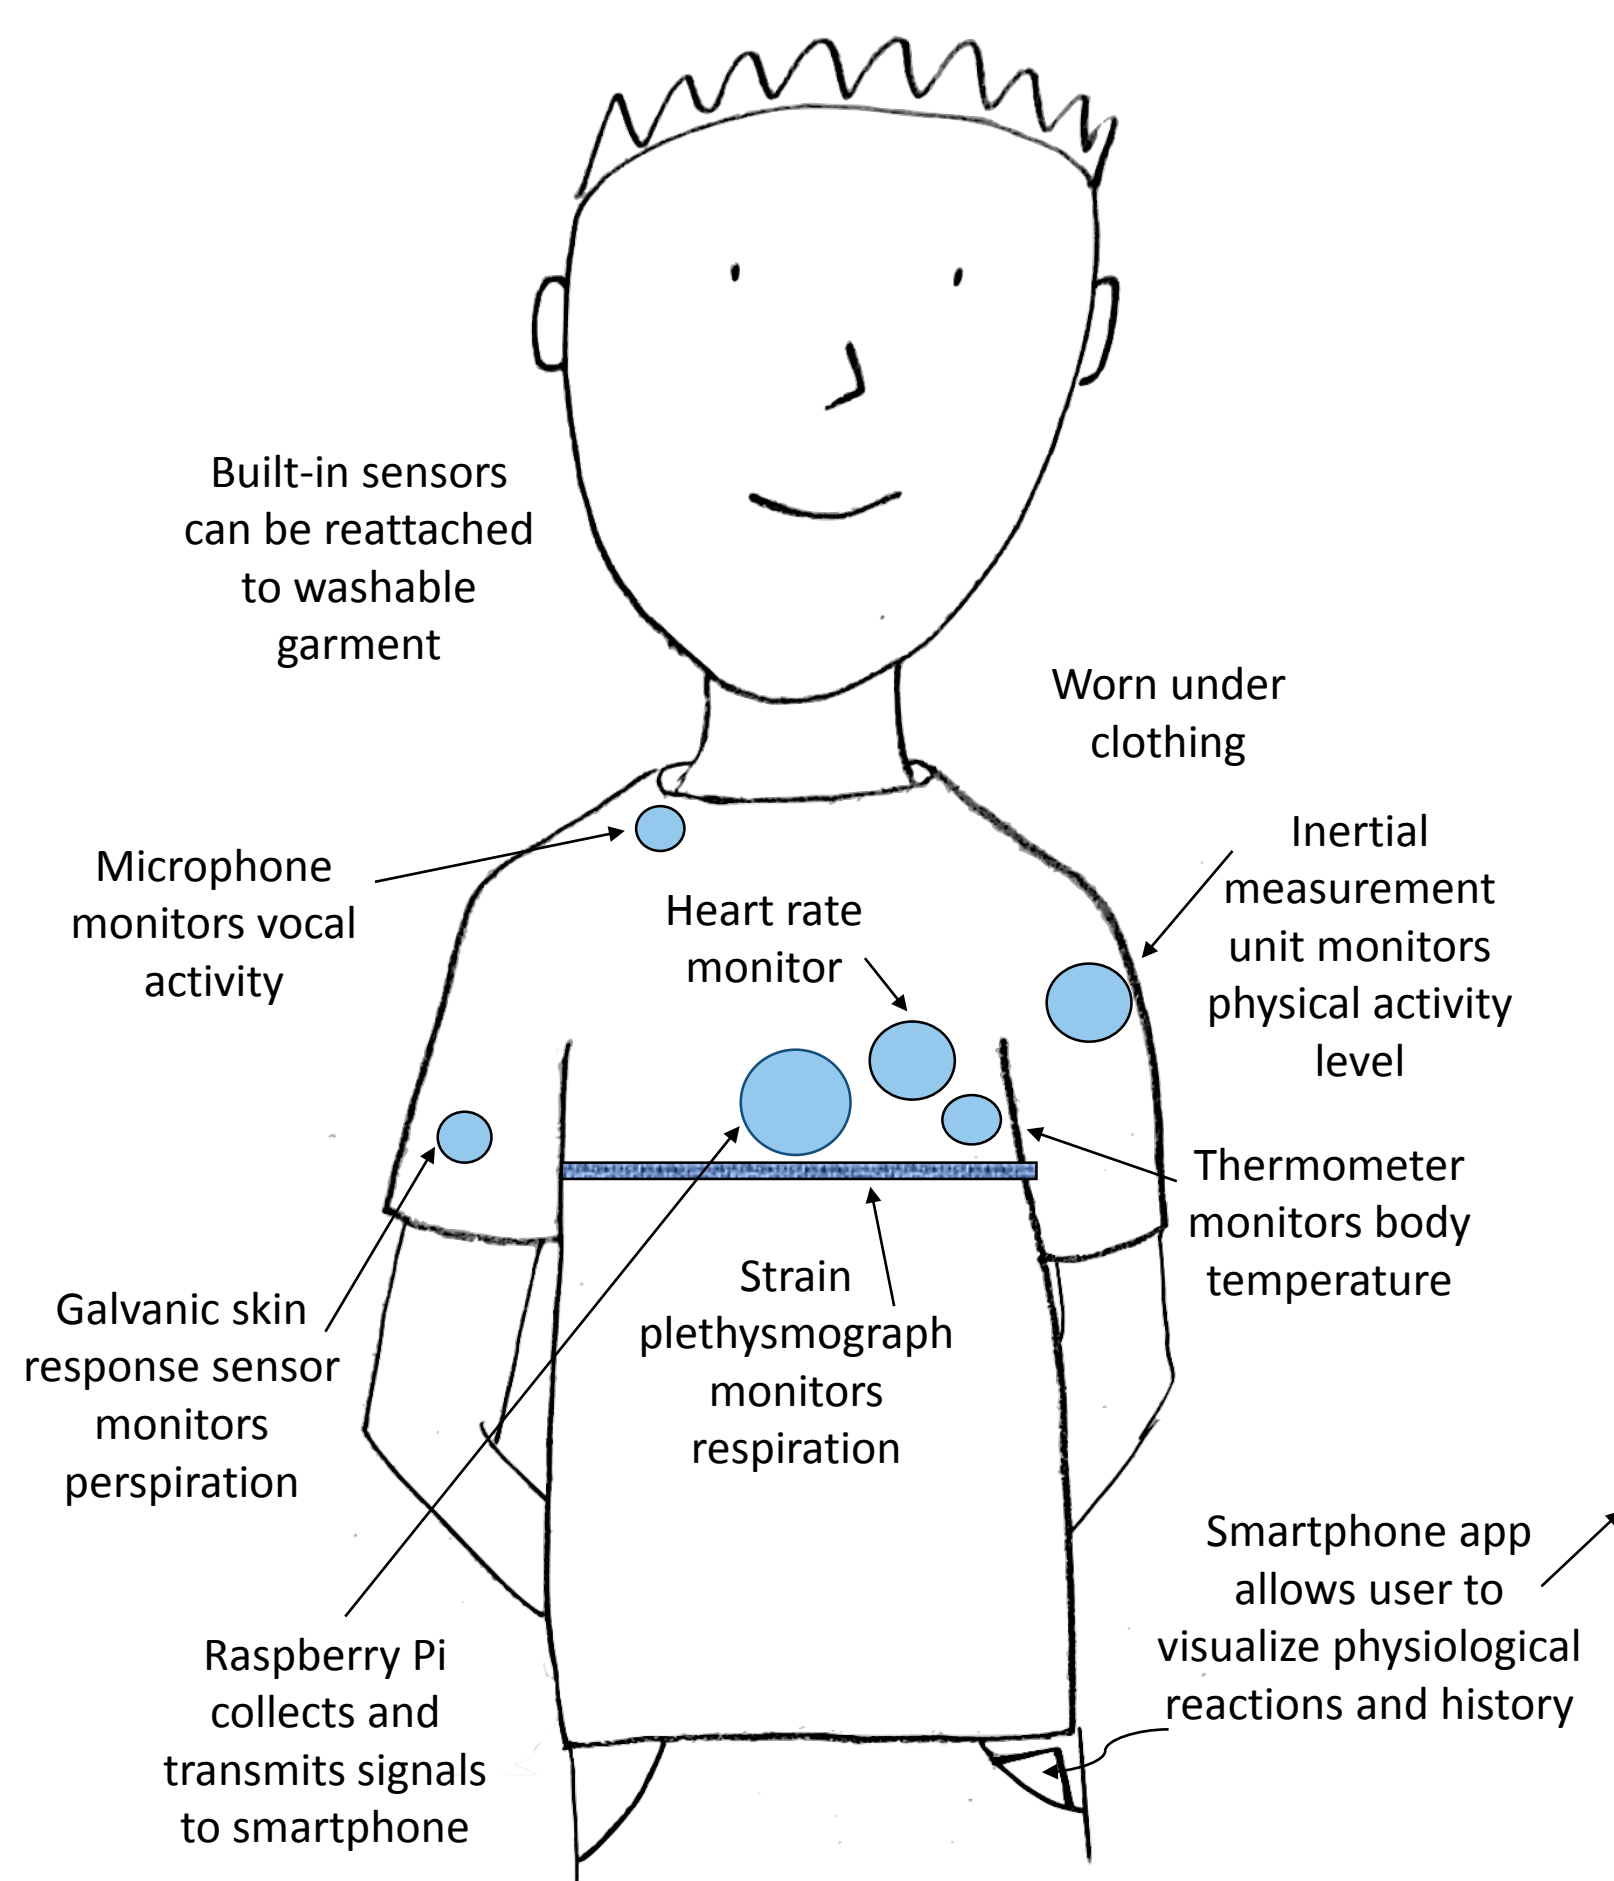 Built-in sensors
can be reattached
to washable
garment
Worn under
clothing
Microphone
monitors vocal
activity
Heart rate
monitor
Inertial
measurement
unit monitors
physical activity
level
Thermometer
monitors body
temperature
Strain
plethysmograph
monitors
respiration
Galvanic skin
response sensor
monitors
perspiration
Smartphone app
allows user to
visualize physiological
reactions and history
Raspberry Pi
collects and
transmits signals
to smartphone